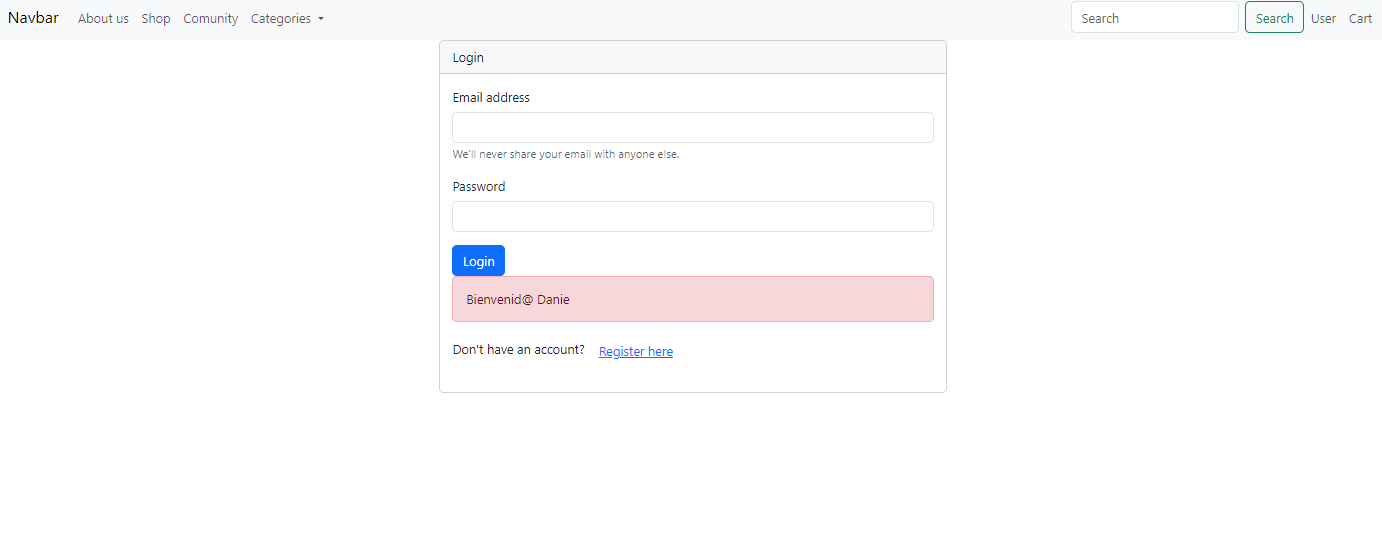 Navbar About us Shop Comunity Categories Search Search User Cart
Login
Email address
We'll never share your email with anyone else.
Password
Login
Bienvenid@ Danie
Don't have an account? Register here